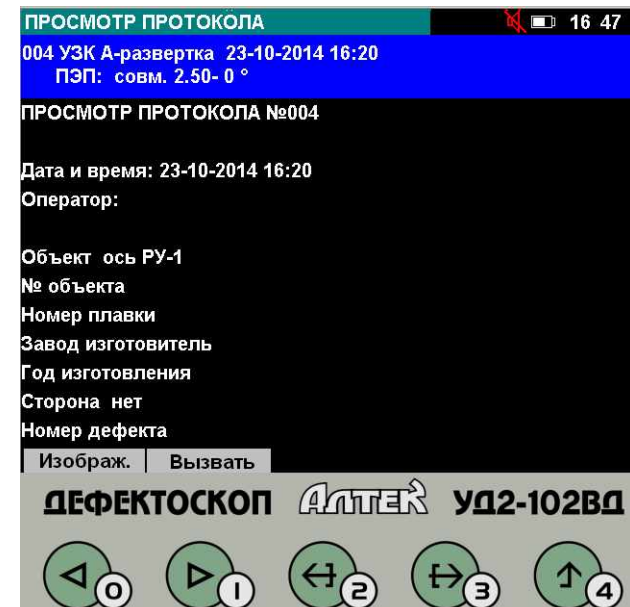 ПРОСМОТР ПРОТОКОЛА 16 47
004 УЗК А-развертка 23-10-2014 16:20
ПЭП: совм. 2.50- 0 °
ПРОСМОТР ПРОТОКОЛА №004
Дата и время: 23-10-2014 16:20
Оператор:
Объект ось РУ-1
№ объекта
Номер плавки
Завод изготовитель
Год изготовления
Сторона нет
Номер дефекта
Изображ. Вызвать
ДЕФЕКТОСКОП АЛТЕК УД2-102ВД
0 1 2 3 4